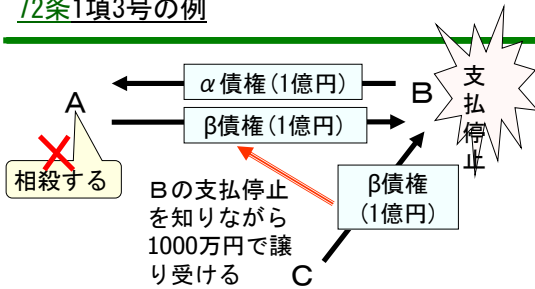 72条1項3号の例
α債権(1億円)
A
B
支
払
停
止
β債権(1億円)
相殺する
Bの支払停止
を知りながら
1000万円で譲
り受ける
β債権
(1億円)
C